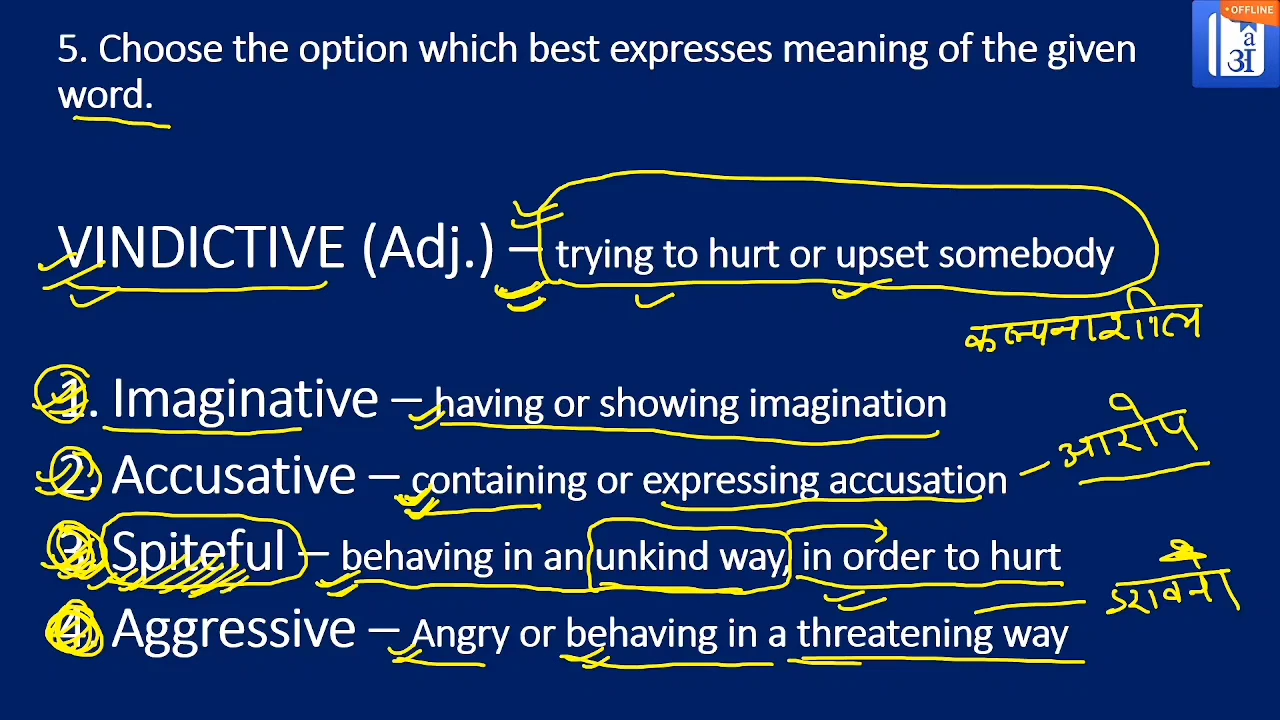 •OFFLINE
a
अ
5. Choose the option which best expresses meaning of the given
word.
VINDICTIVE (Adj.) – trying to hurt or upset somebody
कल्पनाशील
1. Imaginative – having or showing imagination
2. Accusative – containing or expressing accusation – आरोप
3. Spiteful – behaving in an unkind way, in order to hurt
डरावना
4. Aggressive – Angry or behaving in a threatening way